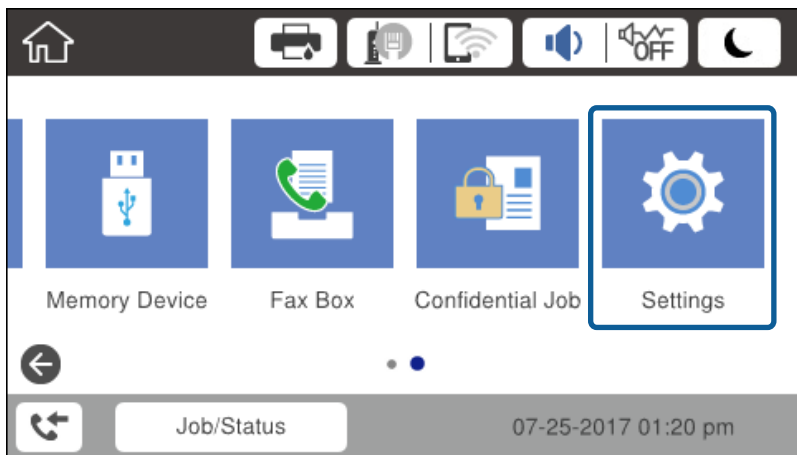 OFF
Memory Device
Fax Box
Confidential Job
Settings
Job/Status
07-25-2017 01:20 pm